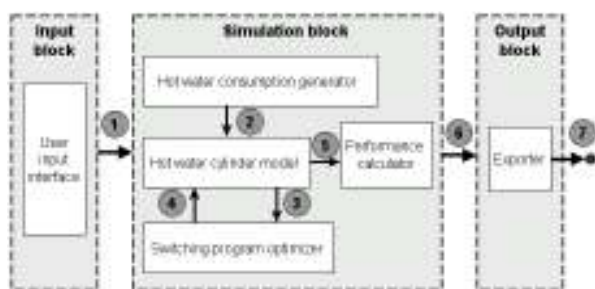 Input
block
User
input
interface
1
Simulation block
Hot water consumption generator
2
Hot water cylinder model
5
Performance
calculator
4
3
Switching program optimizer
6
Output
block
Exporter
7